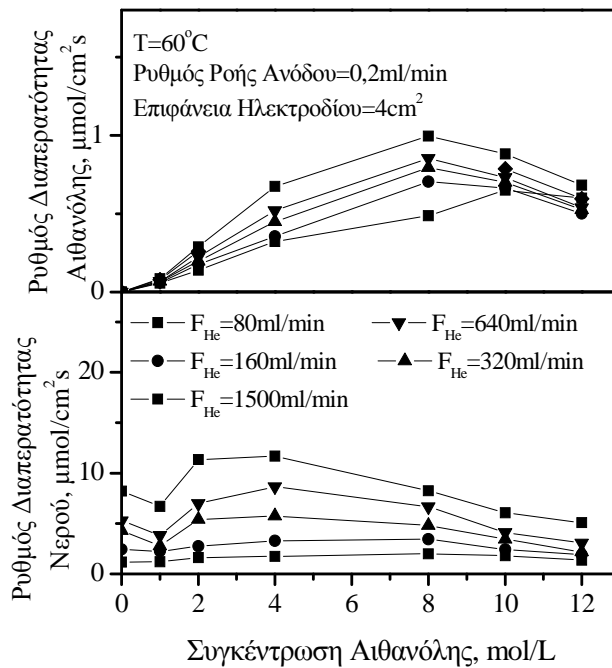 T=60°C
Ρυθμός Ροής Ανόδου=0,2ml/min
Επιφάνεια Ηλεκτροδίου=4cm²
Ρυθμός Διαπερατότητας
Αιθανόλης, μmol/cm²s
1
0
F_He=80ml/min
F_He=640ml/min
F_He=160ml/min
F_He=320ml/min
F_He=1500ml/min
Ρυθμός Διαπερατότητας
Νερού, μmol/cm²s
20
10
0
0 2 4 6 8 10 12
Συγκέντρωση Αιθανόλης, mol/L